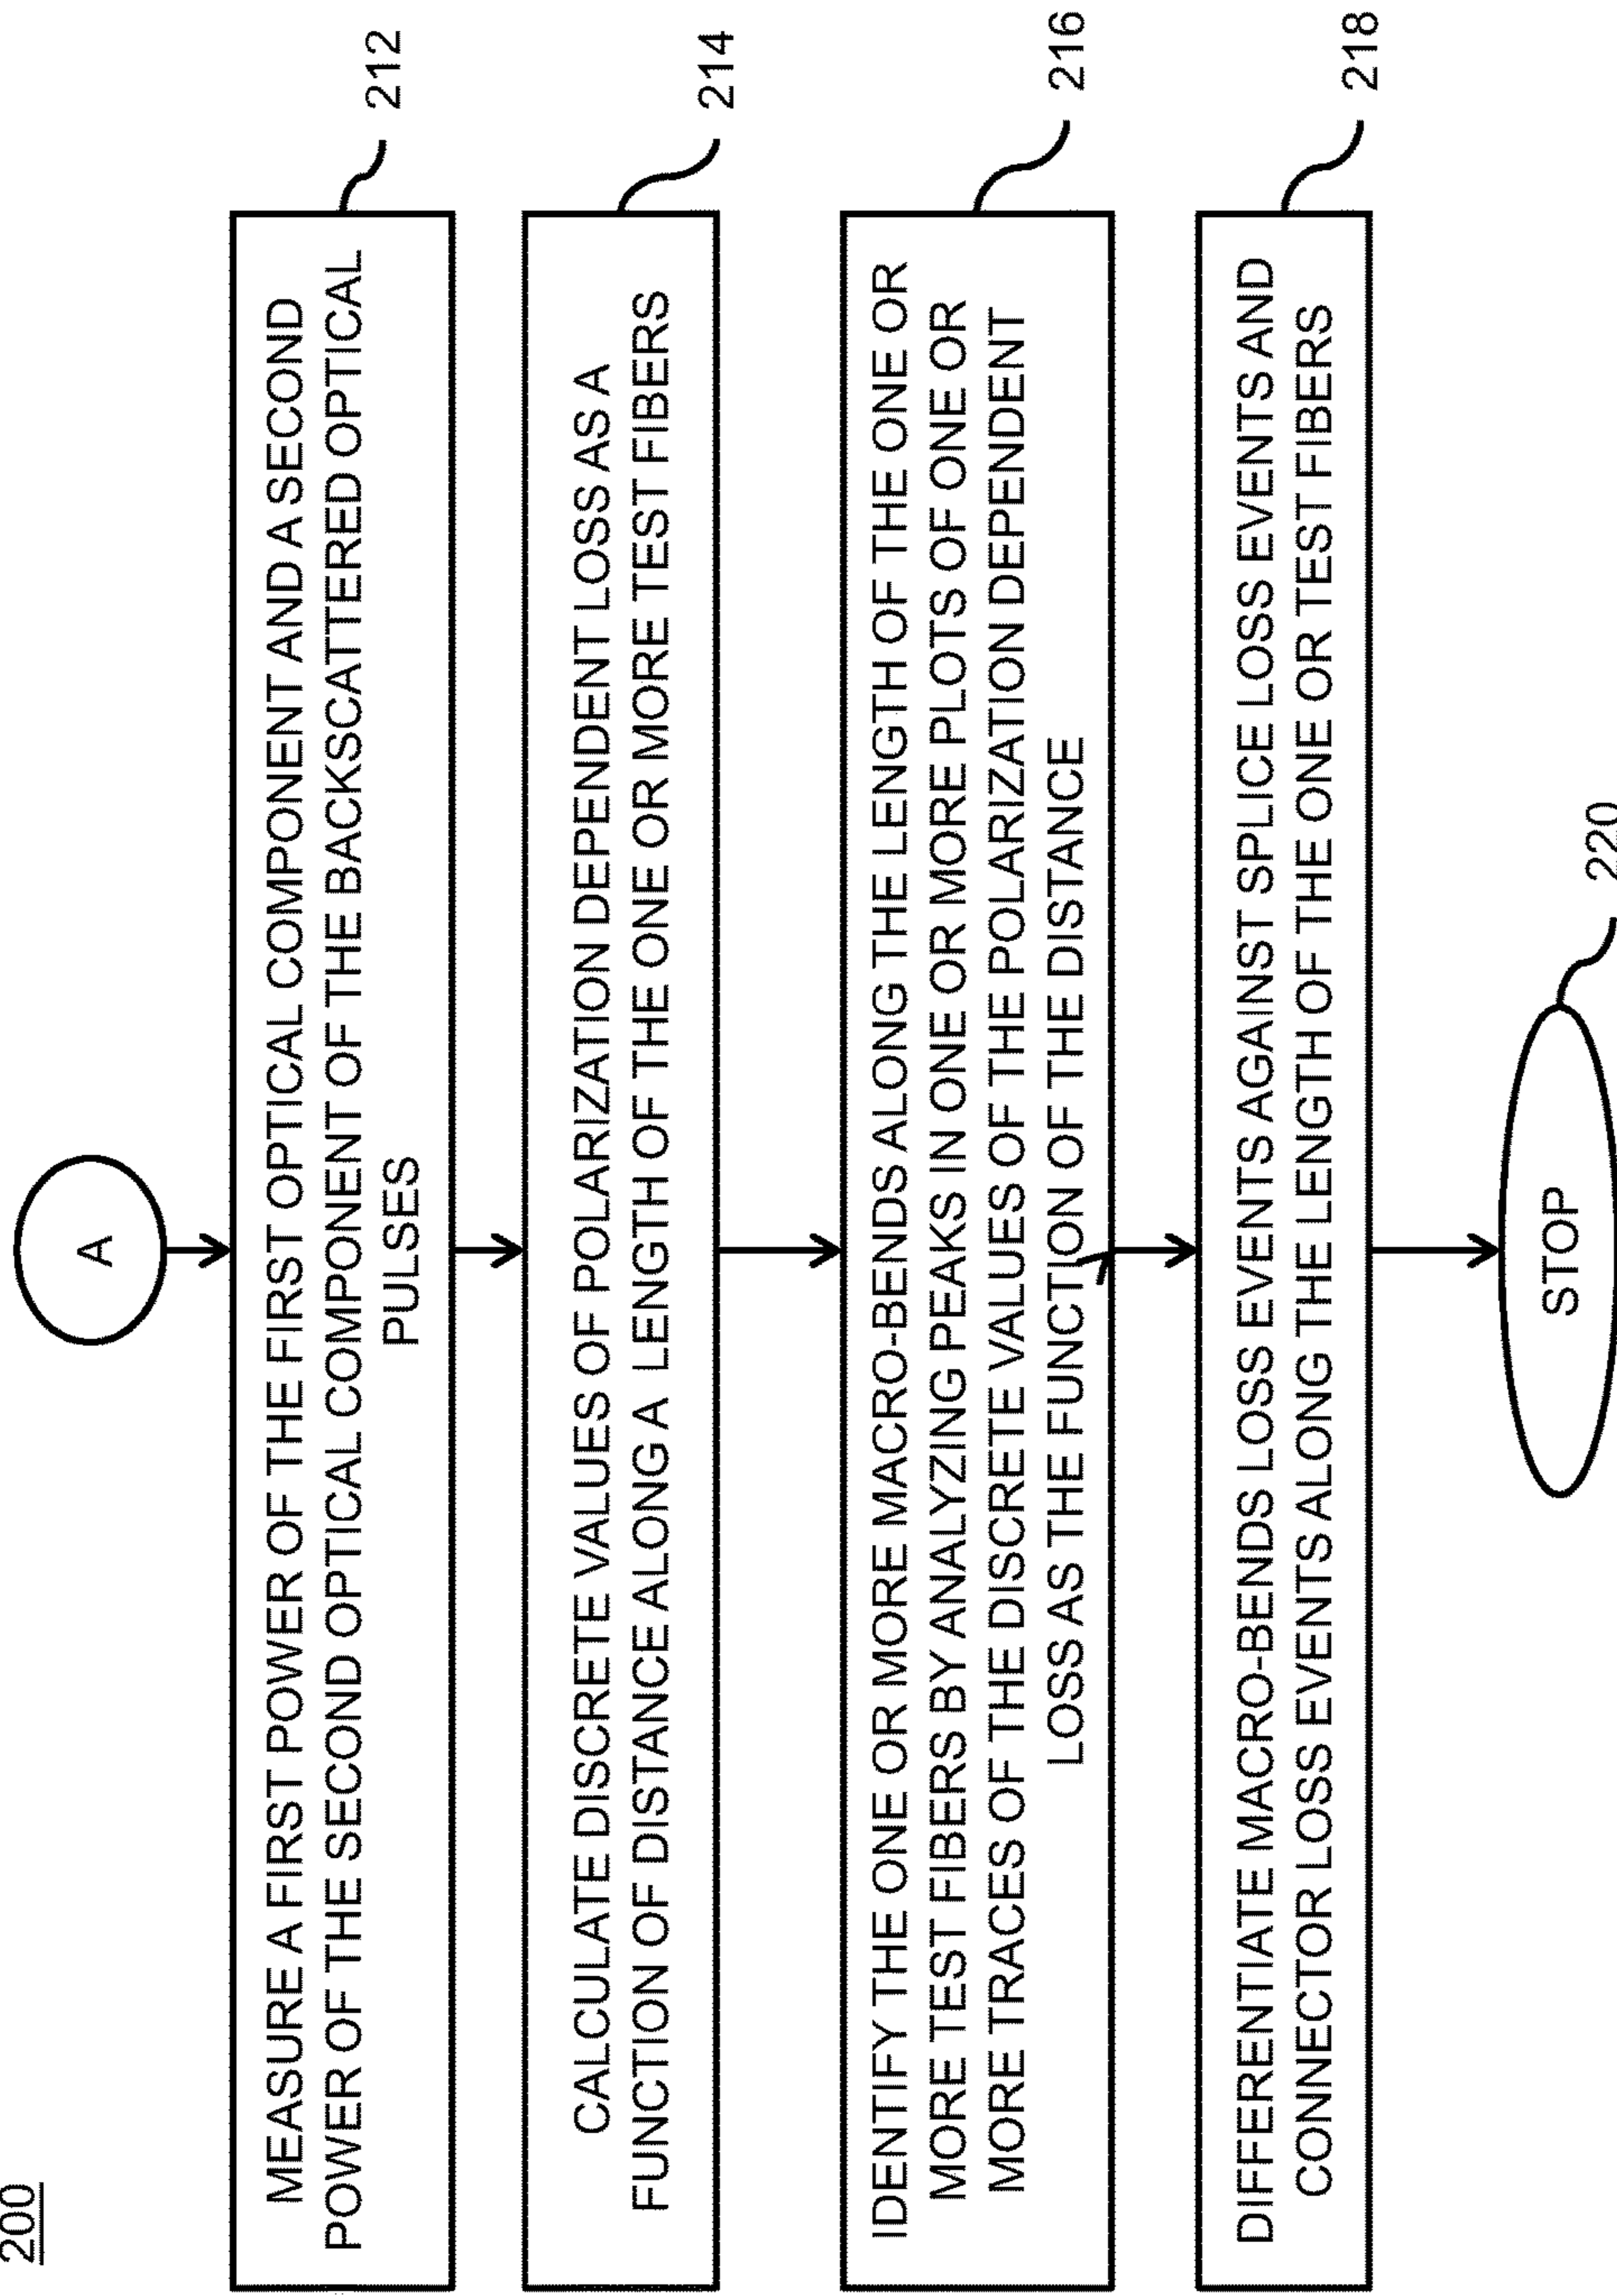 200
A
MEASURE A FIRST POWER OF THE FIRST OPTICAL COMPONENT AND A SECOND
POWER OF THE SECOND OPTICAL COMPONENT OF THE BACKSCATTERED OPTICAL
PULSES
212
CALCULATE DISCRETE VALUES OF POLARIZATION DEPENDENT LOSS AS A
FUNCTION OF DISTANCE ALONG A LENGTH OF THE ONE OR MORE TEST FIBERS
214
IDENTIFY THE ONE OR MORE MACRO-BENDS ALONG THE LENGTH OF THE ONE OR
MORE TEST FIBERS BY ANALYZING PEAKS IN ONE OR MORE PLOTS OF ONE OR
MORE TRACES OF THE DISCRETE VALUES OF THE POLARIZATION DEPENDENT
LOSS AS THE FUNCTION OF THE DISTANCE
216
DIFFERENTIATE MACRO-BENDS LOSS EVENTS AGAINST SPLICE LOSS EVENTS AND
CONNECTOR LOSS EVENTS ALONG THE LENGTH OF THE ONE OR TEST FIBERS
218
STOP
220